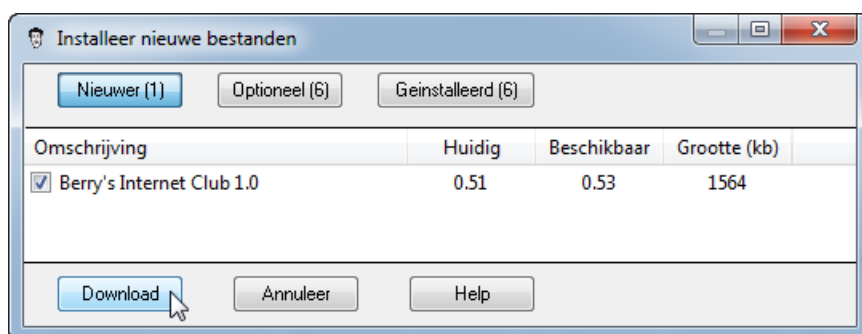 Installeer nieuwe bestanden
Nieuwer (1) Optioneel (6) Geinstalleerd (6)
Omschrijving Huidig Beschikbaar Grootte (kb)
Berry's Internet Club 1.0 0.51 0.53 1564
Download Annuleer Help